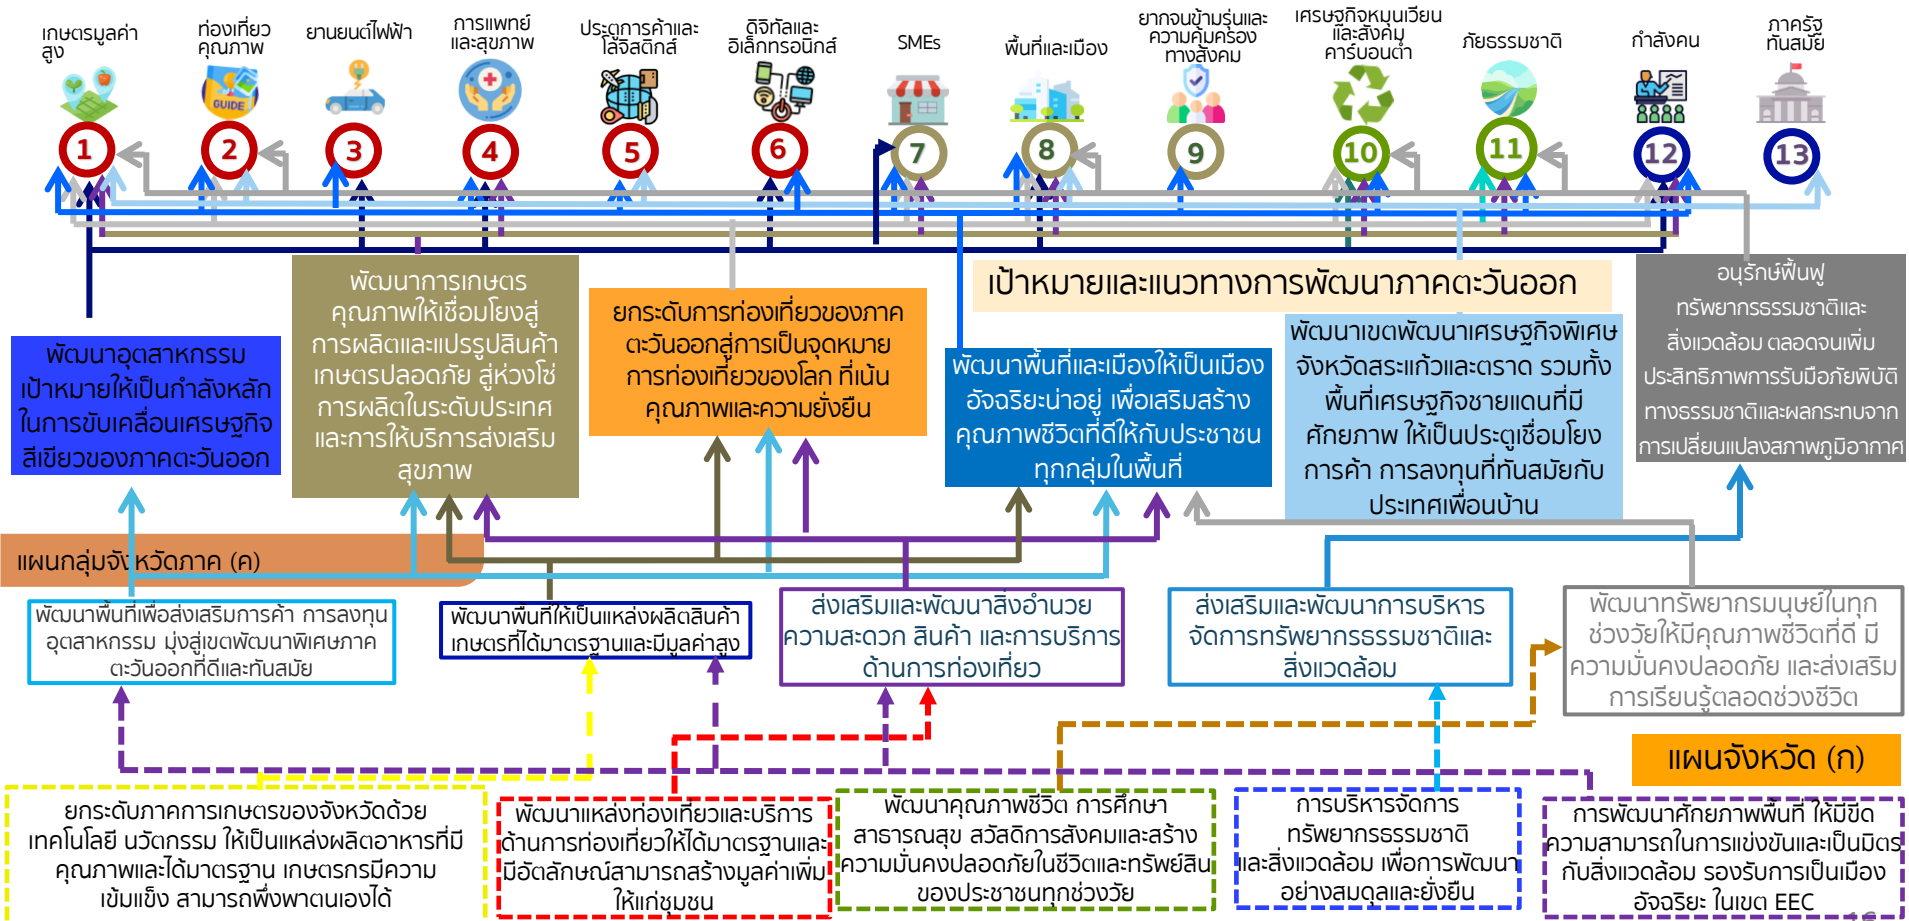 เกษตรมูลค่า
สูง
ท่องเที่ยว
คุณภาพ
ยานยนต์ไฟฟ้า
การแพทย์
และสุขภาพ
ประตูการค้าและ
โลจิสติกส์
ดิจิทัลและ
อิเล็กทรอนิกส์
SMEs
พื้นที่และเมือง
ยากจนข้ามรุ่นและ
ความคุ้มครอง
ทางสังคม
เศรษฐกิจหมุนเวียน
และสังคม
คาร์บอนต่ำ
ภัยธรรมชาติ
กำลังคน
ภาครัฐ
ทันสมัย
GUIDE
1
2
3
4
5
6
7
8
9
10
11
12
13
เป้าหมายและแนวทางการพัฒนาภาคตะวันออก
พัฒนาอุตสาหกรรม
เป้าหมายให้เป็นกำลังหลัก
ในการขับเคลื่อนเศรษฐกิจ
สีเขียวของภาคตะวันออก
พัฒนาการเกษตร
คุณภาพให้เชื่อมโยงสู่
การผลิตและแปรรูปสินค้า
เกษตรปลอดภัย สู่ห่วงโซ่
การผลิตในระดับประเทศ
และการให้บริการส่งเสริม
สุขภาพ
ยกระดับการท่องเที่ยวของภาค
ตะวันออกสู่การเป็นจุดหมาย
การท่องเที่ยวของโลก ที่เน้น
คุณภาพและความยั่งยืน
พัฒนาพื้นที่และเมืองให้เป็นเมือง
อัจฉริยะน่าอยู่ เพื่อเสริมสร้าง
คุณภาพชีวิตที่ดีให้กับประชาชน
ทุกกลุ่มในพื้นที่
พัฒนาเขตพัฒนาเศรษฐกิจพิเศษ
จังหวัดสระแก้วและตราด รวมทั้ง
พื้นที่เศรษฐกิจชายแดนที่มี
ศักยภาพ ให้เป็นประตูเชื่อมโยง
การค้า การลงทุนที่ทันสมัยกับ
ประเทศเพื่อนบ้าน
อนุรักษ์ฟื้นฟู
ทรัพยากรธรรมชาติและ
สิ่งแวดล้อม ตลอดจนเพิ่ม
ประสิทธิภาพการรับมือภัยพิบัติ
ทางธรรมชาติและผลกระทบจาก
การเปลี่ยนแปลงสภาพภูมิอากาศ
แผนกลุ่มจังหวัดภาค (ค)
พัฒนาพื้นที่เพื่อส่งเสริมการค้า การลงทุน
อุตสาหกรรม มุ่งสู่เขตพัฒนาพิเศษภาค
ตะวันออกที่ดีและทันสมัย
พัฒนาพื้นที่ให้เป็นแหล่งผลิตสินค้า
เกษตรที่ได้มาตรฐานและมีมูลค่าสูง
ส่งเสริมและพัฒนาสิ่งอำนวย
ความสะดวก สินค้า และการบริการ
ด้านการท่องเที่ยว
ส่งเสริมและพัฒนาการบริหาร
จัดการทรัพยากรธรรมชาติและ
สิ่งแวดล้อม
พัฒนาทรัพยากรมนุษย์ในทุก
ช่วงวัยให้มีคุณภาพชีวิตที่ดี มี
ความมั่นคงปลอดภัย และส่งเสริม
การเรียนรู้ตลอดช่วงชีวิต
แผนจังหวัด (ก)
ยกระดับภาคการเกษตรของจังหวัดด้วย
เทคโนโลยี นวัตกรรม ให้เป็นแหล่งผลิตอาหารที่มี
คุณภาพและได้มาตรฐาน เกษตรกรมีความ
เข้มแข็ง สามารถพึ่งพาตนเองได้
พัฒนาแหล่งท่องเที่ยวและบริการ
ด้านการท่องเที่ยวให้ได้มาตรฐานและ
มีอัตลักษณ์สามารถสร้างมูลค่าเพิ่ม
ให้แก่ชุมชน
พัฒนาคุณภาพชีวิต การศึกษา
สาธารณสุข สวัสดิการสังคมและสร้าง
ความมั่นคงปลอดภัยในชีวิตและทรัพย์สิน
ของประชาชนทุกช่วงวัย
การบริหารจัดการ
ทรัพยากรธรรมชาติ
และสิ่งแวดล้อม เพื่อการพัฒนา
อย่างสมดุลและยั่งยืน
การพัฒนาศักยภาพพื้นที่ ให้มีขีด
ความสามารถในการแข่งขันและเป็นมิตร
กับสิ่งแวดล้อม รองรับการเป็นเมือง
อัจฉริยะ ในเขต EEC